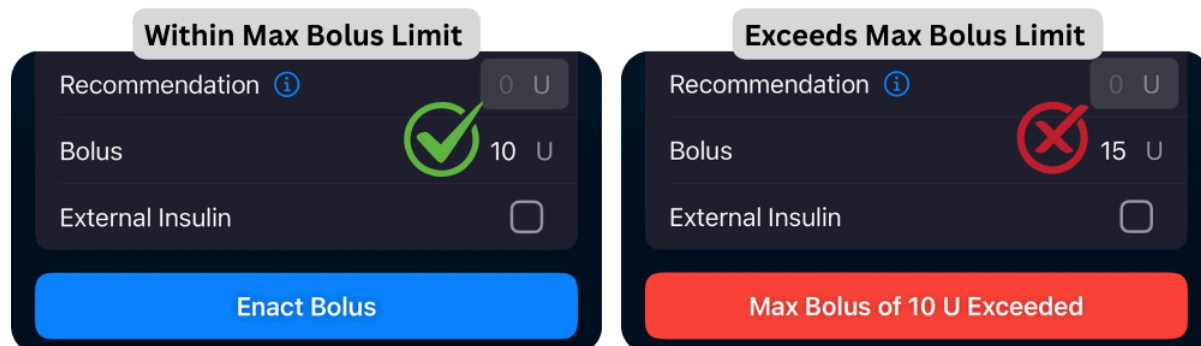 Within Max Bolus Limit
Recommendation
0 U
Bolus
10 U
External Insulin
Enact Bolus
Exceeds Max Bolus Limit
Recommendation
0 U
Bolus
15 U
External Insulin
Max Bolus of 10 U Exceeded